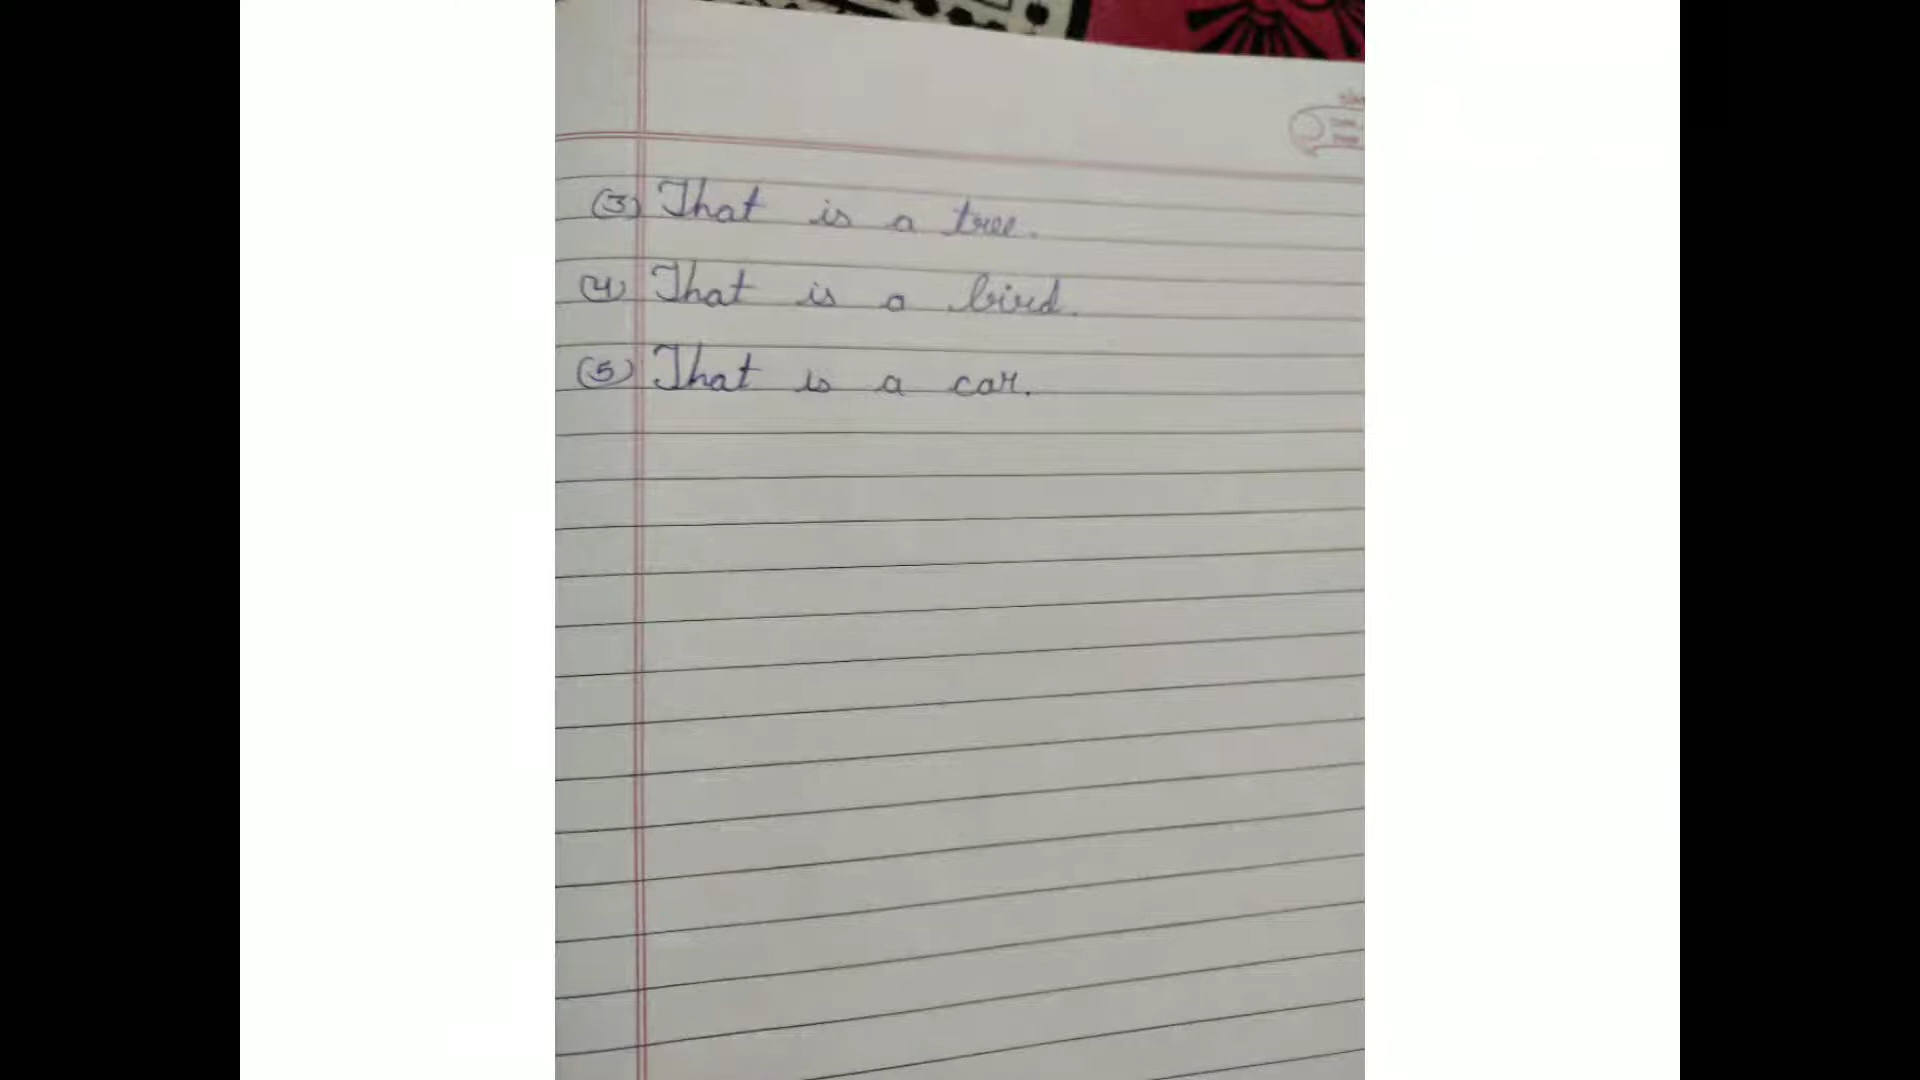 (3) That is a tree.
(4) That is a bird.
(5) That is a car.